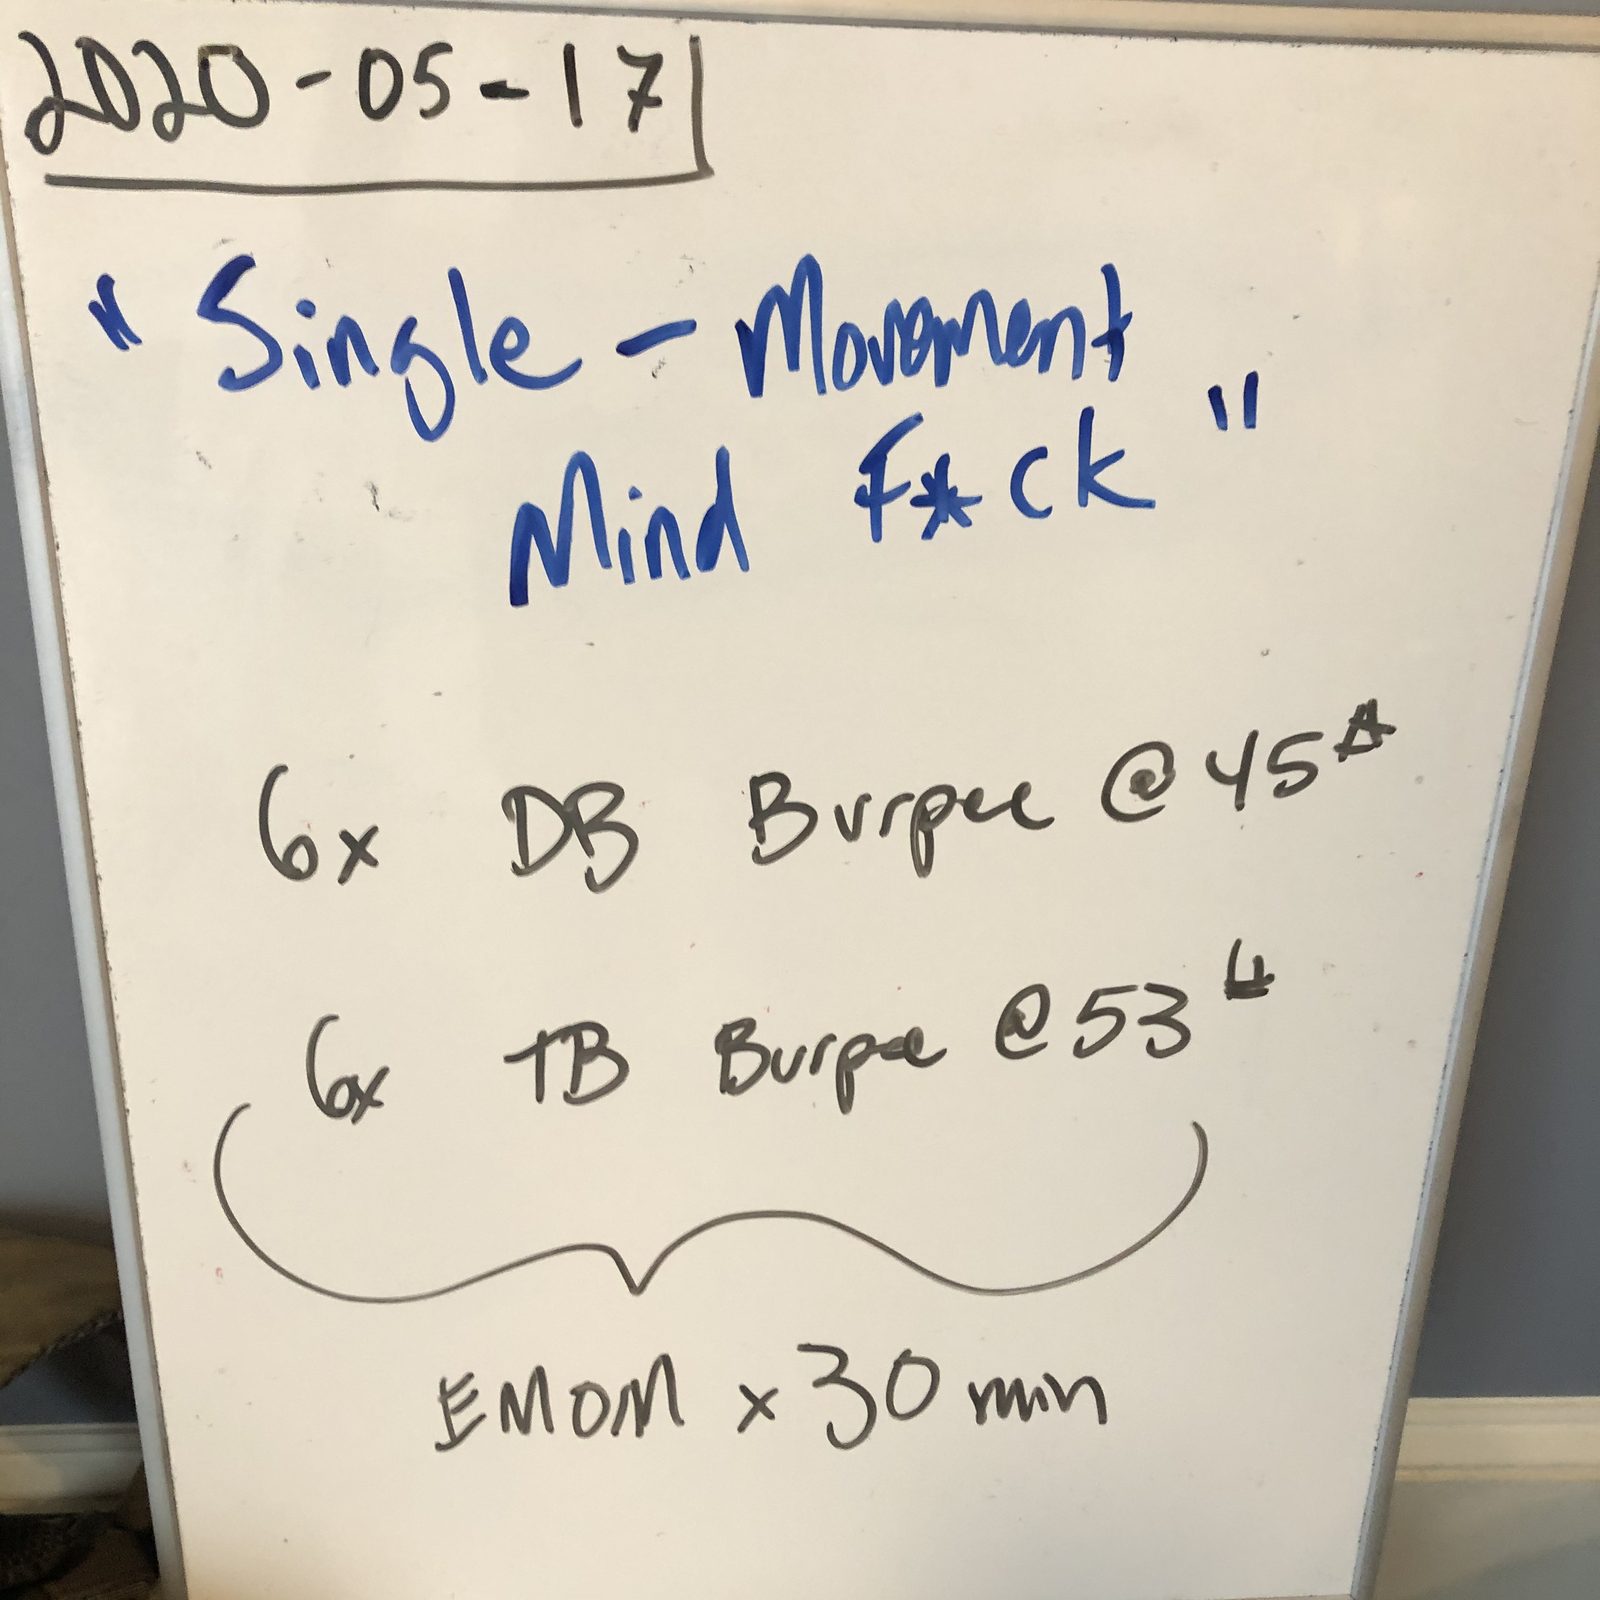 2020-05-17
"Single-Movement
Mind F*ck"
6x DB Burpee @ 45#
6x TB Burpee @ 53#
EMOM x 30 min